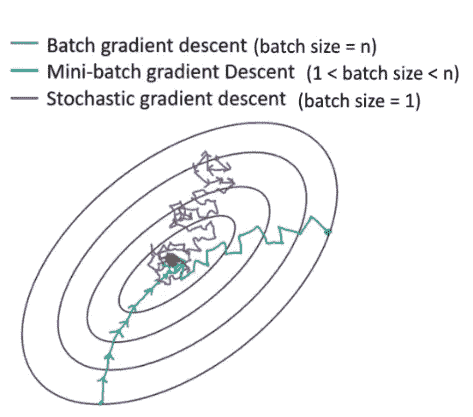 Batch gradient descent (batch size = n)
Mini-batch gradient Descent (1 < batch size < n)
Stochastic gradient descent (batch size = 1)